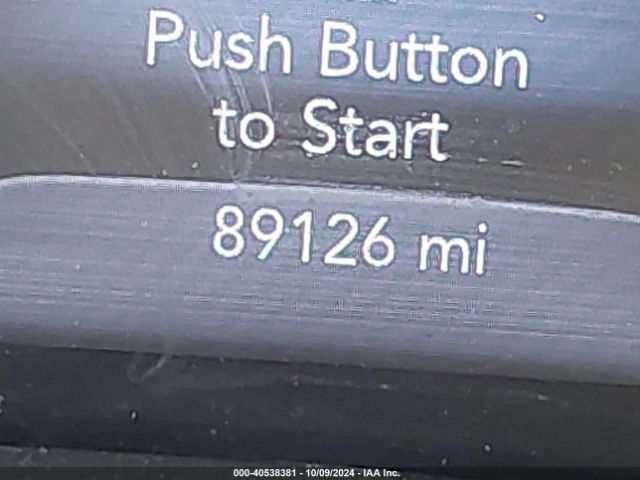 Push Button
to Start
89126 mi
000-40538381 - 10/09/2024 - IAA Inc.